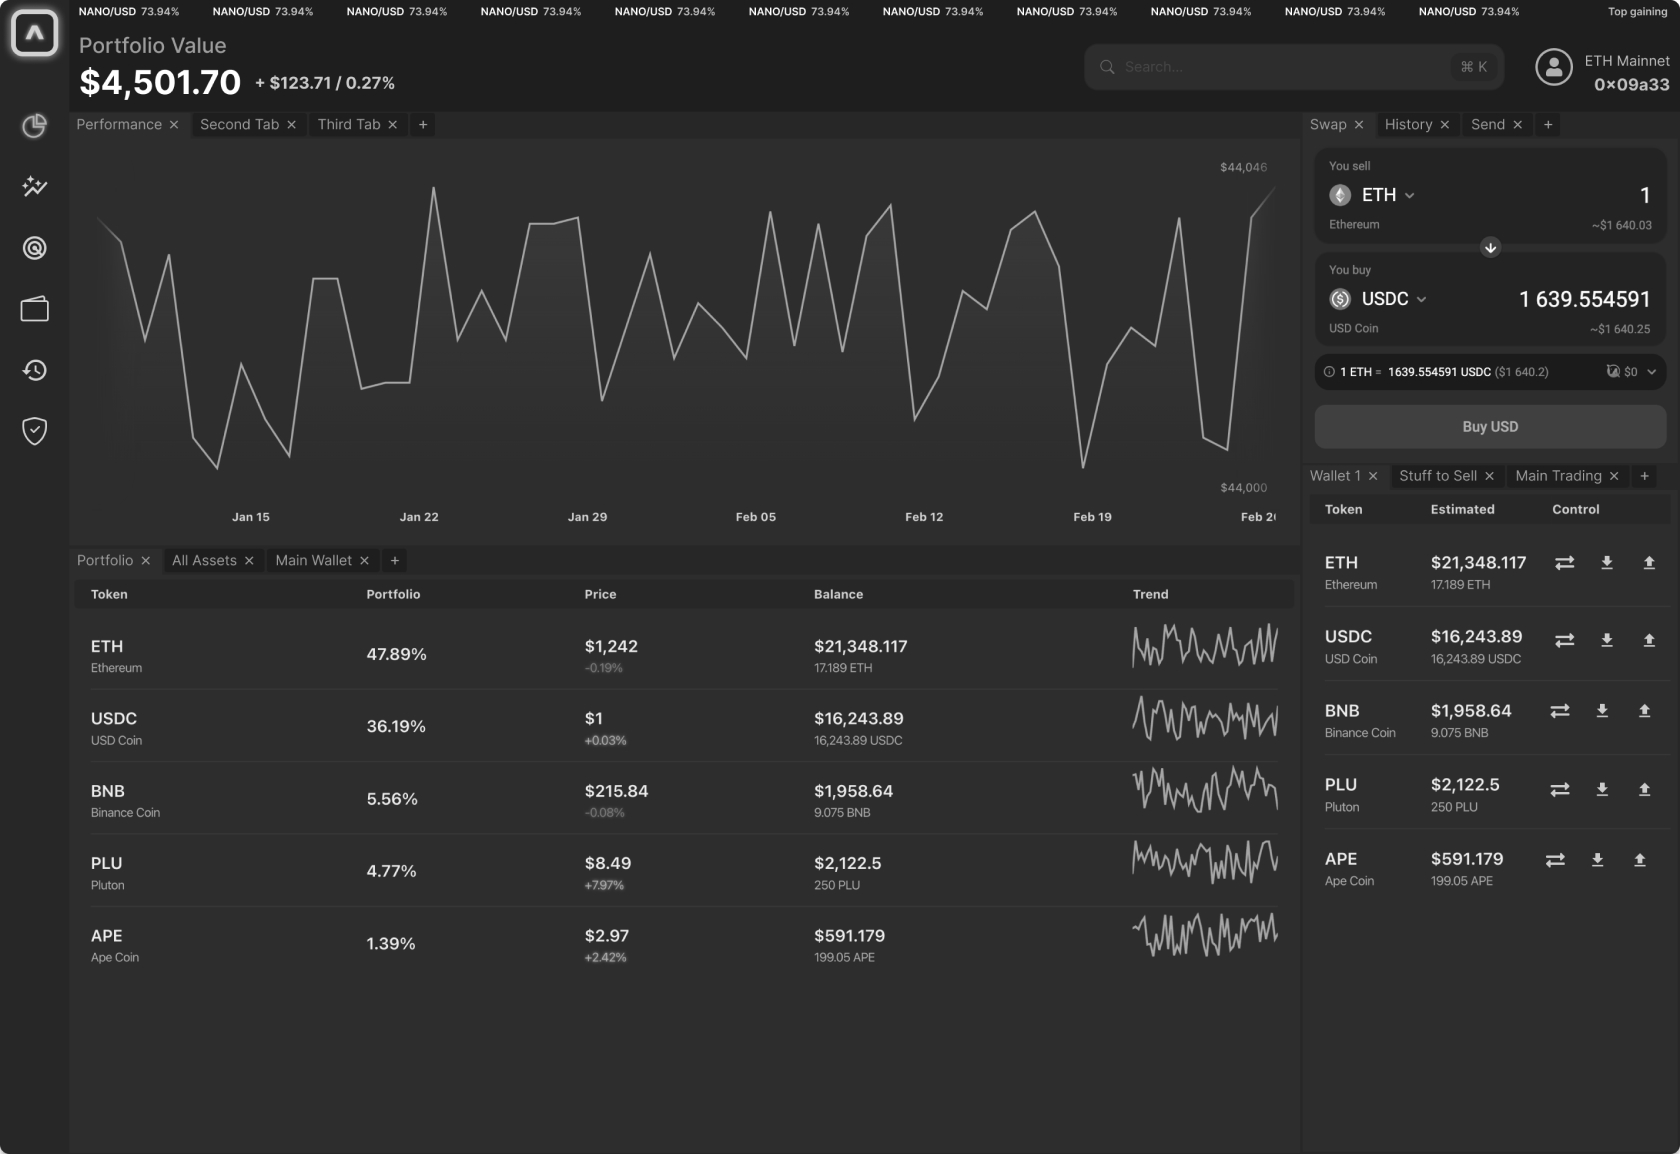 NANO/USD 73.94% NANO/USD 73.94% NANO/USD 73.94% NANO/USD 73.94% NANO/USD 73.94% NANO/USD 73.94% NANO/USD 73.94% NANO/USD 73.94% NANO/USD 73.94% NANO/USD 73.94% NANO/USD 73.94% Top gaining
Portfolio Value
$4,501.70 + $123.71 / 0.27%
Search... ⌘ K
ETH Mainnet
0×09a33
Performance × Second Tab × Third Tab × +
$44,046
$44,000
Jan 15 Jan 22 Jan 29 Feb 05 Feb 12 Feb 19 Feb 2
Portfolio × All Assets × Main Wallet × +
Token Portfolio Price Balance Trend
ETH 47.89% $1,242 $21,348.117
Ethereum -0.19% 17.189 ETH
USDC 36.19% $1 $16,243.89
USD Coin +0.03% 16,243.89 USDC
BNB 5.56% $215.84 $1,958.64
Binance Coin -0.08% 9.075 BNB
PLU 4.77% $8.49 $2,122.5
Pluton +7.97% 250 PLU
APE 1.39% $2.97 $591.179
Ape Coin +2.42% 199.05 APE
Swap × History × Send × +
You sell
ETH 1
Ethereum ~$1 640.03
You buy
USDC 1 639.554591
USD Coin ~$1 640.25
1 ETH = 1639.554591 USDC ($1 640.2) $0
Buy USD
Wallet 1 × Stuff to Sell × Main Trading × +
Token Estimated Control
ETH $21,348.117
Ethereum 17.189 ETH
USDC $16,243.89
USD Coin 16,243.89 USDC
BNB $1,958.64
Binance Coin 9.075 BNB
PLU $2,122.5
Pluton 250 PLU
APE $591.179
Ape Coin 199.05 APE